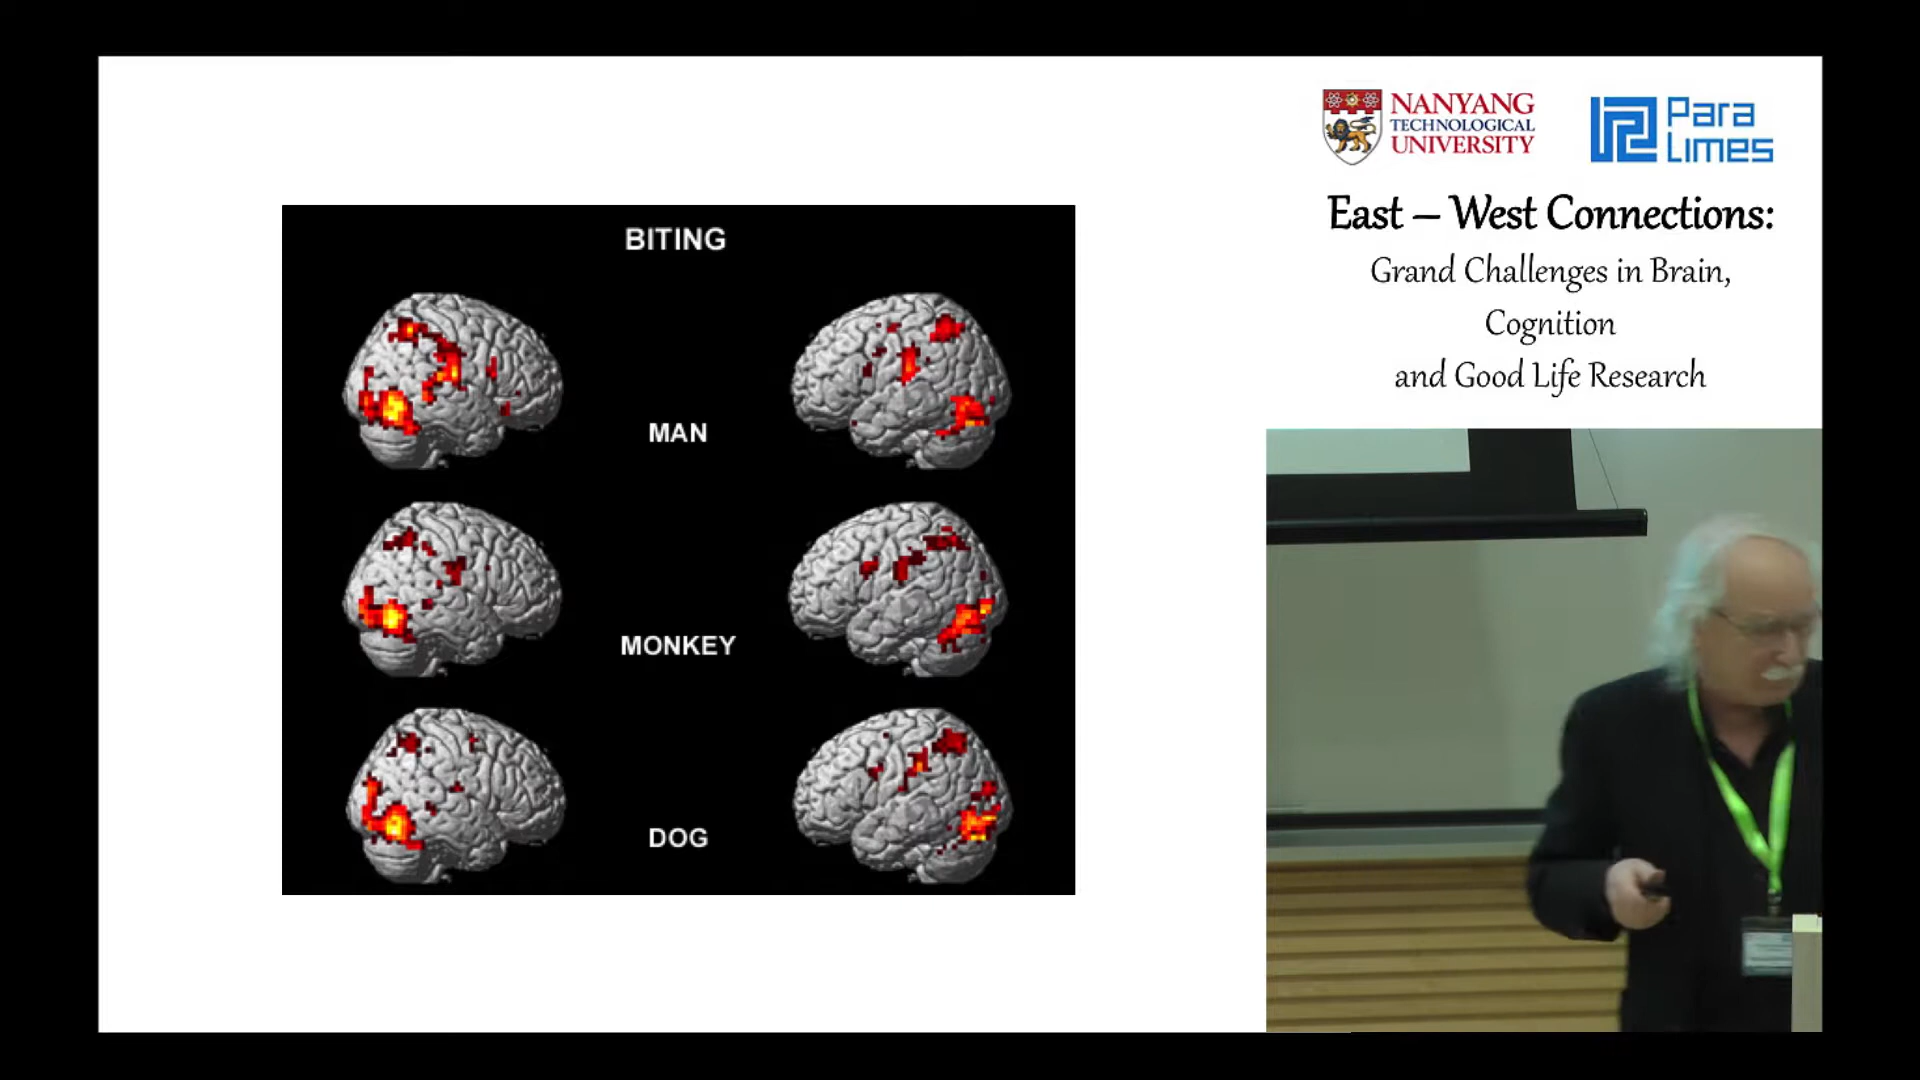 BITING
MAN
MONKEY
DOG
NANYANG
TECHNOLOGICAL
UNIVERSITY
Para
Limes
East – West Connections:
Grand Challenges in Brain,
Cognition
and Good Life Research